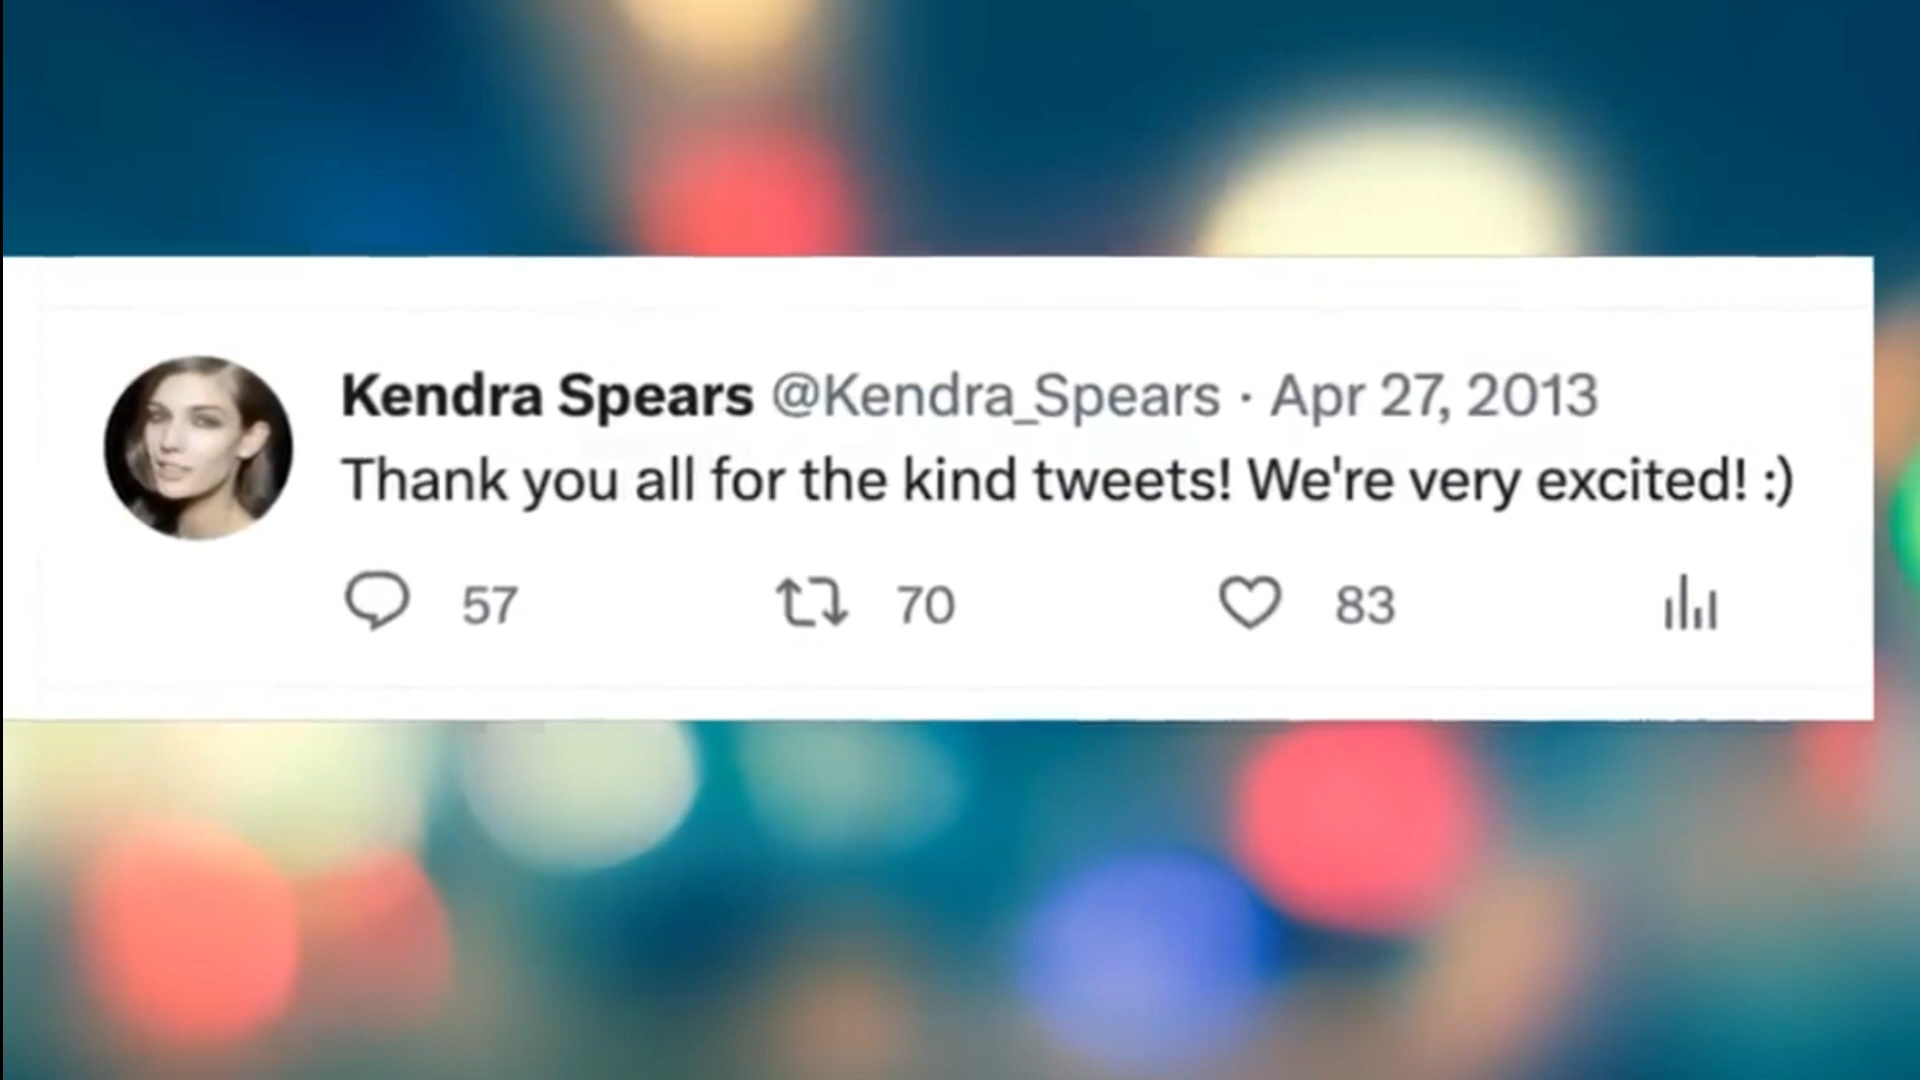 Kendra Spears @Kendra_Spears · Apr 27, 2013
Thank you all for the kind tweets! We're very excited! :)
57 70 83